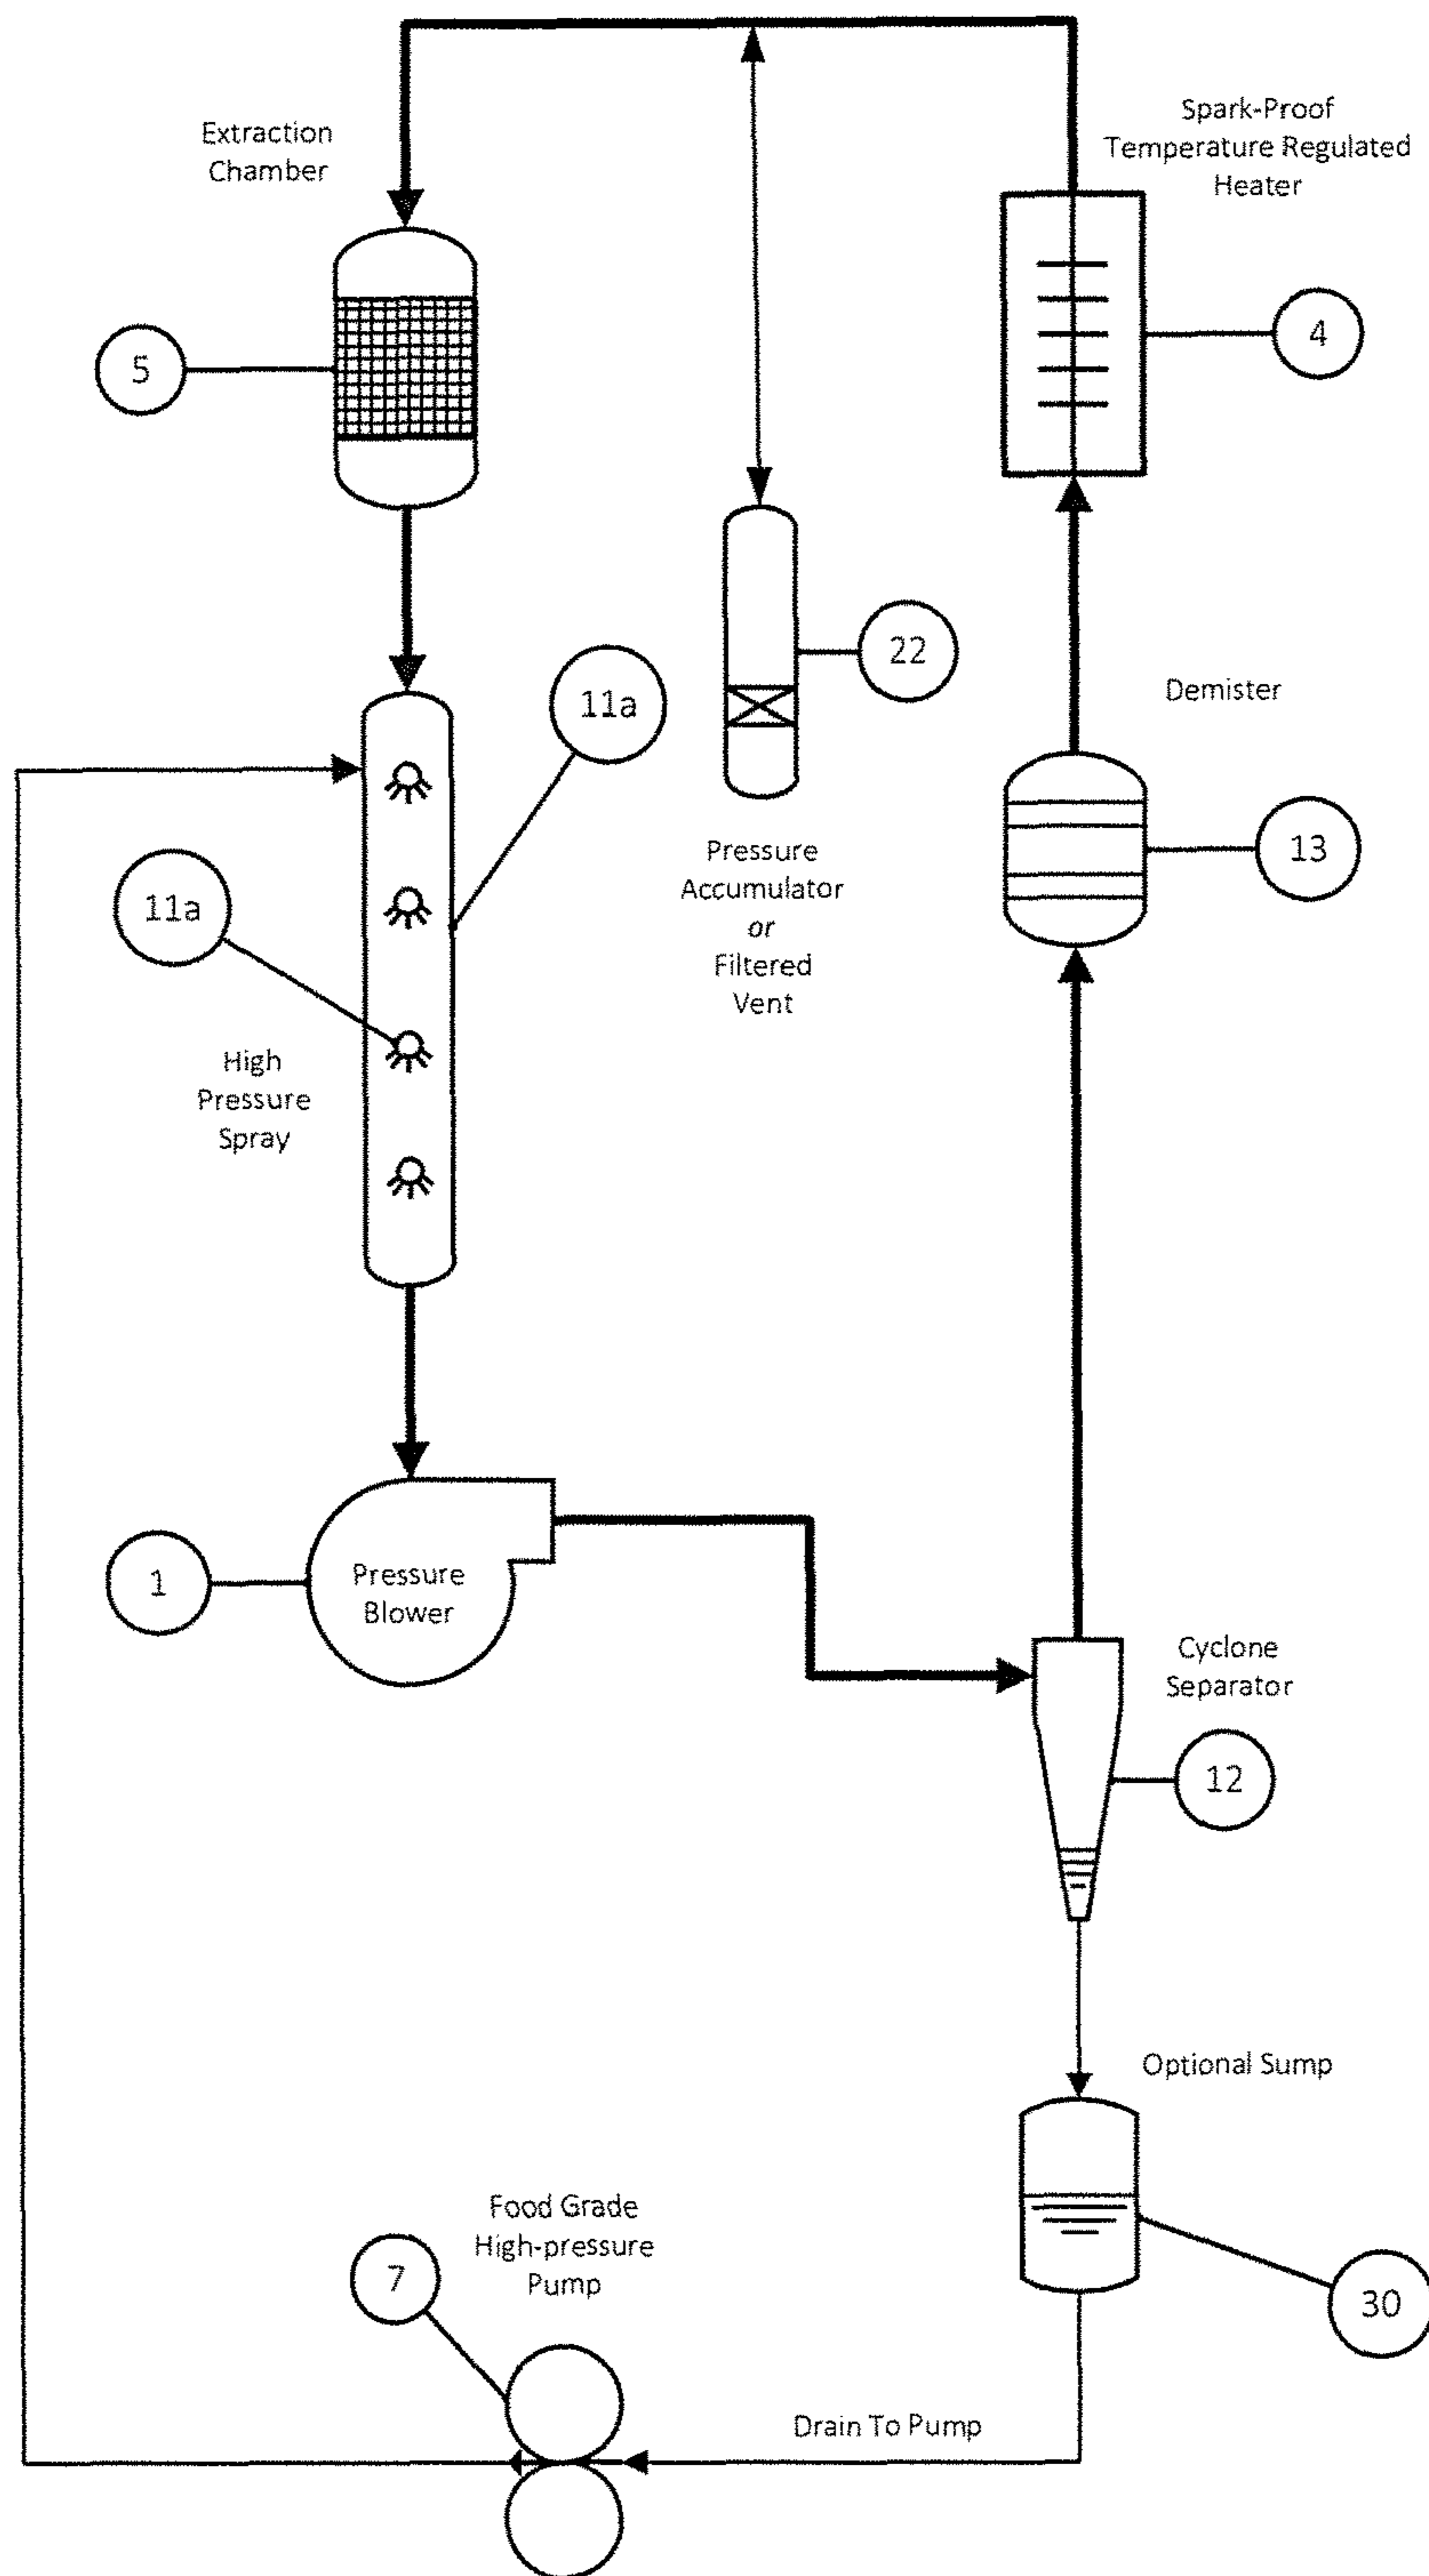 Extraction
Chamber
Spark-Proof
Temperature Regulated
Heater
5
4
22
11a
Demister
13
Pressure
Accumulator
or
Filtered
Vent
11a
High
Pressure
Spray
1
Pressure
Blower
Cyclone
Separator
12
Optional Sump
Food Grade
High-pressure
Pump
7
30
Drain To Pump